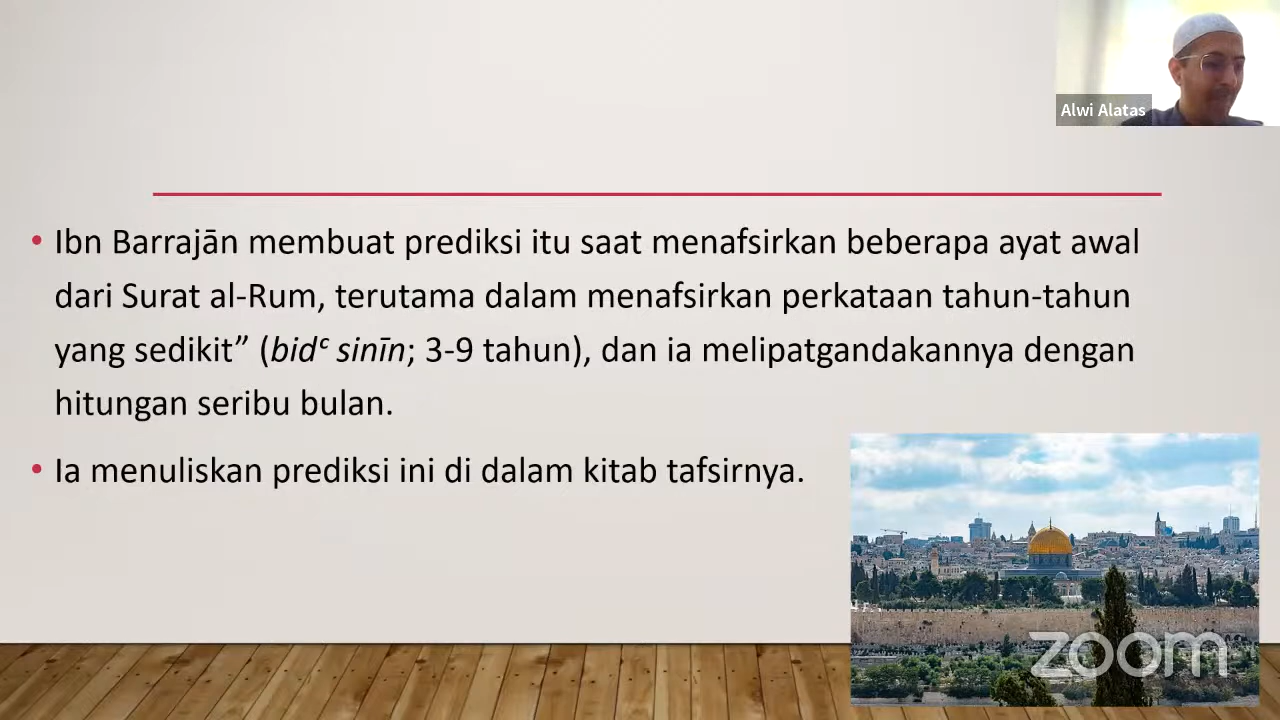 Alwi Alatas
• Ibn Barrajān membuat prediksi itu saat menafsirkan beberapa ayat awal
dari Surat al-Rum, terutama dalam menafsirkan perkataan tahun-tahun
yang sedikit” (bidᶜ sinīn; 3-9 tahun), dan ia melipatgandakannya dengan
hitungan seribu bulan.
• Ia menuliskan prediksi ini di dalam kitab tafsirnya.
zoom